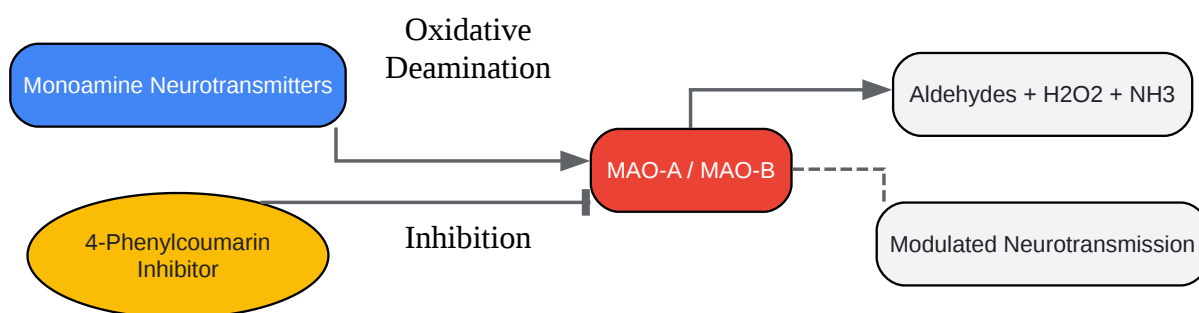 Oxidative
Deamination
Monoamine Neurotransmitters
Aldehydes + H2O2 + NH3
MAO-A / MAO-B
4-Phenylcoumarin
Inhibitor
Inhibition
Modulated Neurotransmission